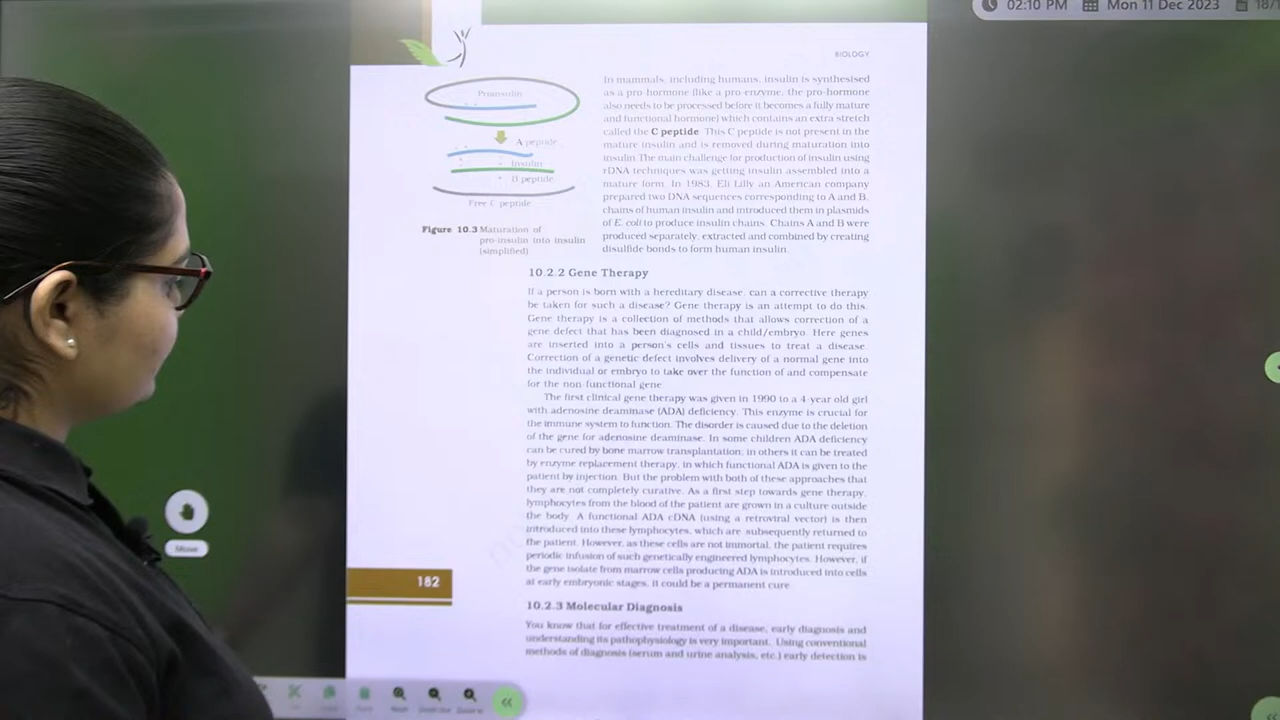 02:10 PM Mon 11 Dec 2023 18/1
BIOLOGY
Proinsulin
A peptide
Insulin
B peptide
Free C peptide
Figure 10.3 Maturation of
pro-insulin into insulin
(simplified)
In mammals, including humans, insulin is synthesised
as a pro-hormone (like a pro-enzyme, the pro-hormone
also needs to be processed before it becomes a fully mature
and functional hormone) which contains an extra stretch
called the C peptide. This C peptide is not present in the
mature insulin and is removed during maturation into
insulin.The main challenge for production of insulin using
rDNA techniques was getting insulin assembled into a
mature form. In 1983, Eli Lilly an American company
prepared two DNA sequences corresponding to A and B,
chains of human insulin and introduced them in plasmids
of E. coli to produce insulin chains. Chains A and B were
produced separately, extracted and combined by creating
disulfide bonds to form human insulin.
10.2.2 Gene Therapy
If a person is born with a hereditary disease, can a corrective therapy
be taken for such a disease? Gene therapy is an attempt to do this.
Gene therapy is a collection of methods that allows correction of a
gene defect that has been diagnosed in a child/embryo. Here genes
are inserted into a person's cells and tissues to treat a disease.
Correction of a genetic defect involves delivery of a normal gene into
the individual or embryo to take over the function of and compensate
for the non-functional gene.
The first clinical gene therapy was given in 1990 to a 4-year old girl
with adenosine deaminase (ADA) deficiency. This enzyme is crucial for
the immune system to function. The disorder is caused due to the deletion
of the gene for adenosine deaminase. In some children ADA deficiency
can be cured by bone marrow transplantation; in others it can be treated
by enzyme replacement therapy, in which functional ADA is given to the
patient by injection. But the problem with both of these approaches that
they are not completely curative. As a first step towards gene therapy,
lymphocytes from the blood of the patient are grown in a culture outside
the body. A functional ADA cDNA (using a retroviral vector) is then
introduced into these lymphocytes, which are subsequently returned to
the patient. However, as these cells are not immortal, the patient requires
periodic infusion of such genetically engineered lymphocytes. However, if
the gene isolate from marrow cells producing ADA is introduced into cells
at early embryonic stages, it could be a permanent cure.
10.2.3 Molecular Diagnosis
You know that for effective treatment of a disease, early diagnosis and
understanding its pathophysiology is very important. Using conventional
methods of diagnosis (serum and urine analysis, etc.) early detection is
182
Move